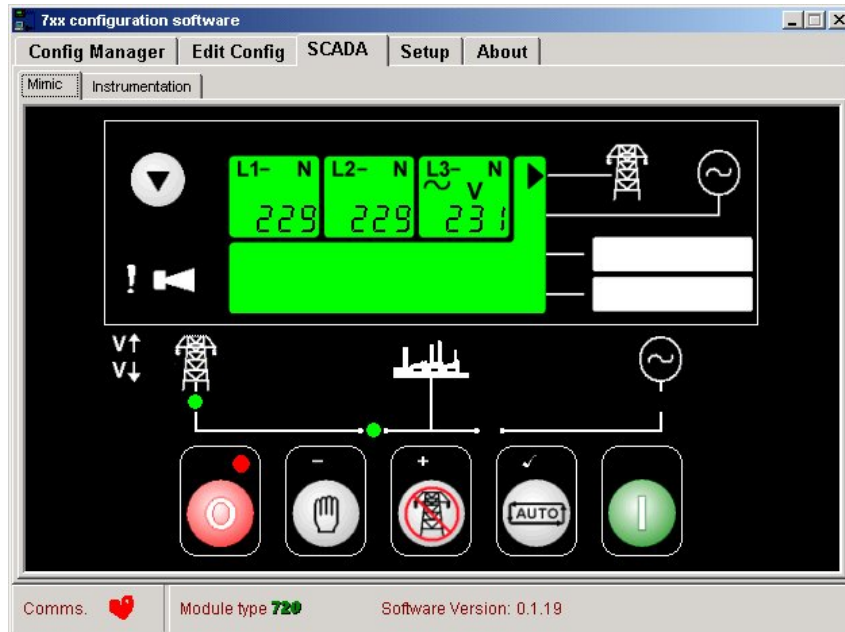 7xx configuration software
Config Manager Edit Config SCADA Setup About
Mimic Instrumentation
L1- N L2- N L3- N
V
229 229 231
!
V↑
V↓
- + ✓
O AUTO I
Comms. Module type 720 Software Version: 0.1.19